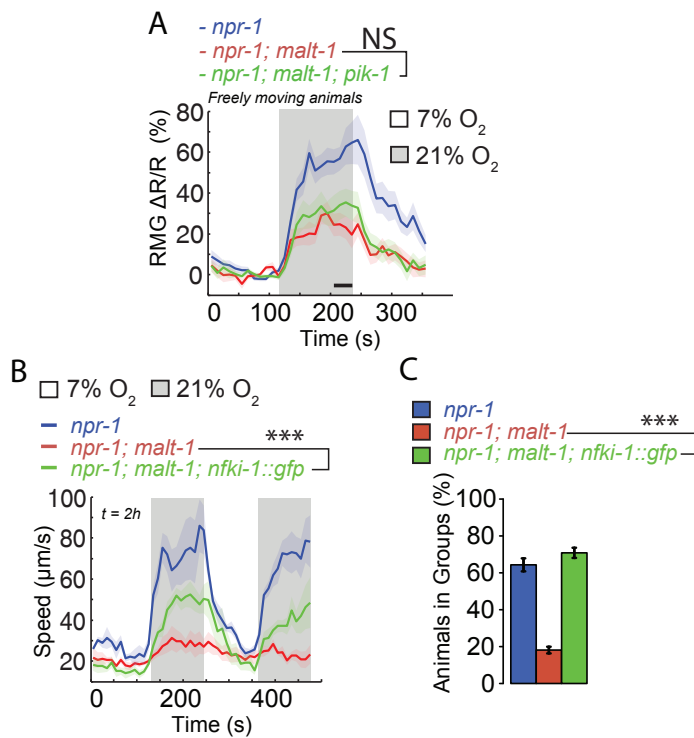 A
- npr-1
- npr-1; malt-1
NS
- npr-1; malt-1; pik-1
Freely moving animals
7% O2
21% O2
RMG ΔR/R (%)
80
60
40
20
0
0 100 200 300
Time (s)
B
7% O2 21% O2
npr-1
npr-1; malt-1
***
npr-1; malt-1; nfki-1::gfp
t = 2h
Speed (µm/s)
100
80
60
40
20
0 200 400
Time (s)
C
npr-1
npr-1; malt-1
***
npr-1; malt-1; nfki-1::gfp
Animals in Groups (%)
100
80
60
40
20
0